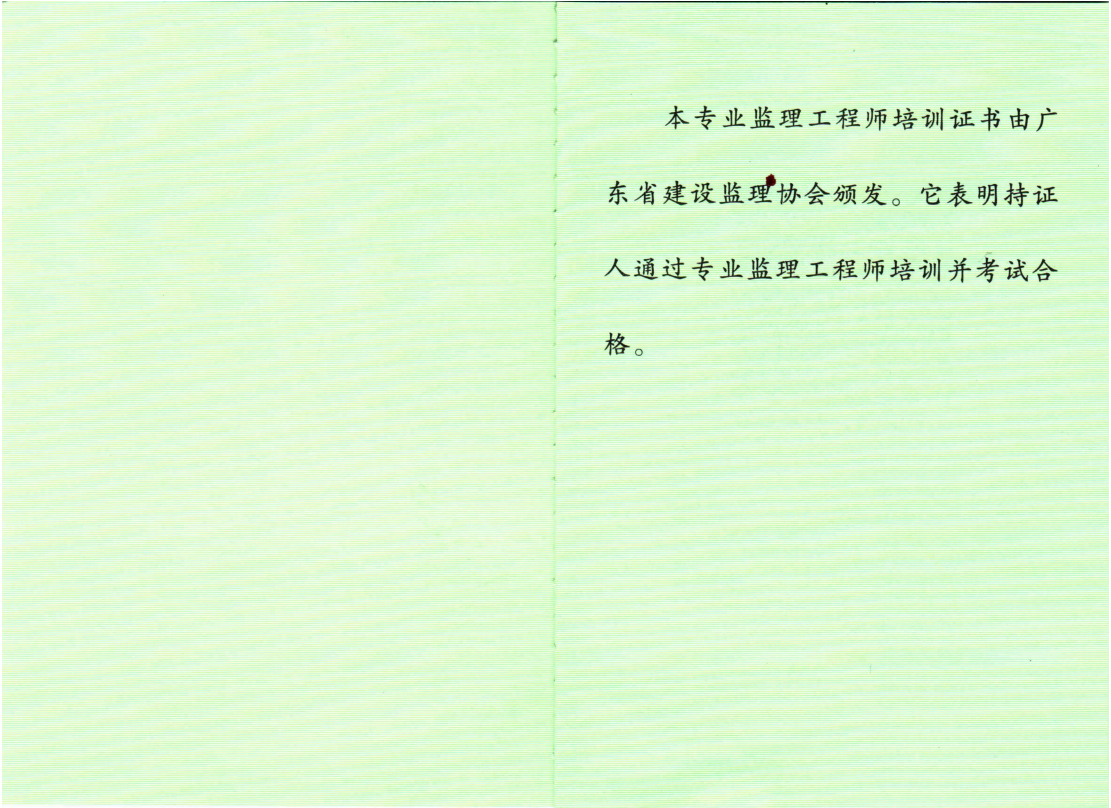 本专业监理工程师培训证书由广
东省建设监理协会颁发。它表明持证
人通过专业监理工程师培训并考试合
格。